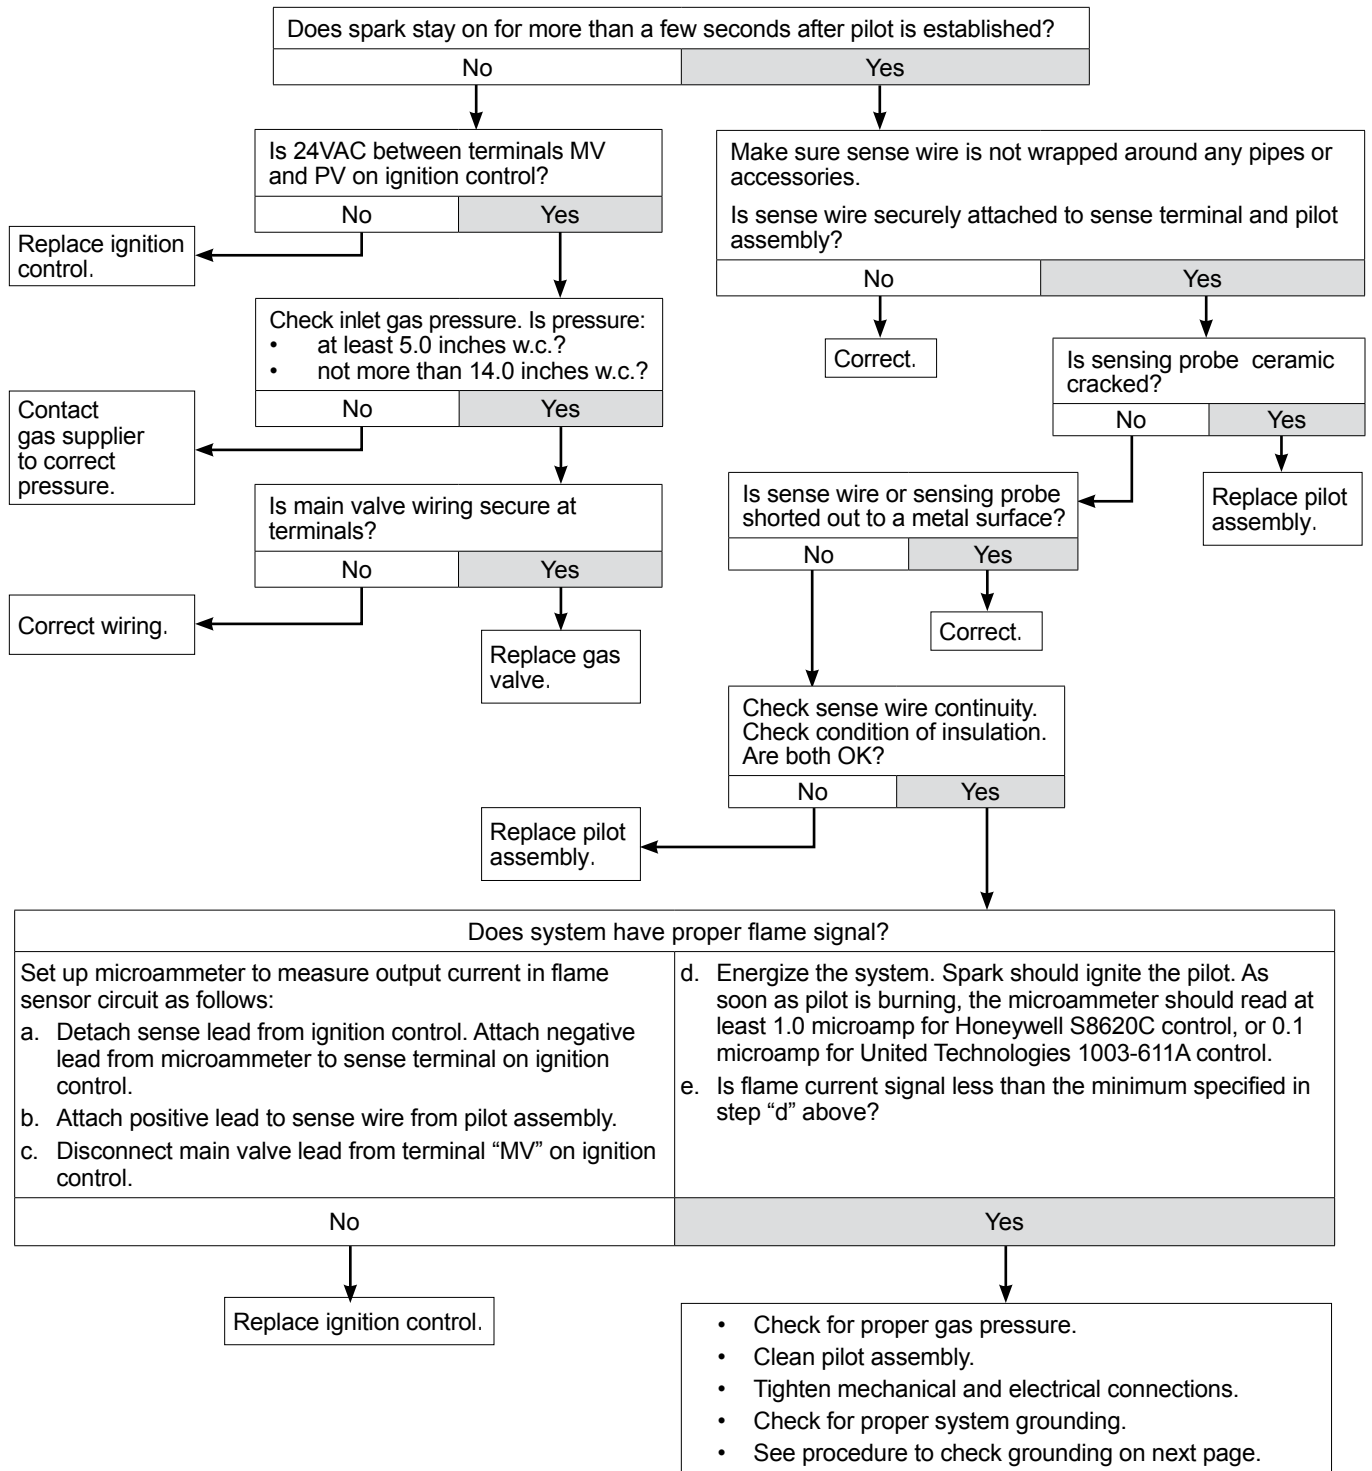 Does spark stay on for more than a few seconds after pilot is established?
No
Yes
Is 24VAC between terminals MV
and PV on ignition control?
No
Yes
Replace ignition
control.
Check inlet gas pressure. Is pressure:
• at least 5.0 inches w.c.?
• not more than 14.0 inches w.c.?
No
Yes
Contact
gas supplier
to correct
pressure.
Is main valve wiring secure at
terminals?
No
Yes
Correct wiring.
Replace gas
valve.
Make sure sense wire is not wrapped around any pipes or
accessories.
Is sense wire securely attached to sense terminal and pilot
assembly?
No
Yes
Correct.
Is sensing probe ceramic
cracked?
No
Yes
Replace pilot
assembly.
Is sense wire or sensing probe
shorted out to a metal surface?
No
Yes
Correct.
Check sense wire continuity.
Check condition of insulation.
Are both OK?
No
Yes
Replace pilot
assembly.
Does system have proper flame signal?
Set up microammeter to measure output current in flame
sensor circuit as follows:
a. Detach sense lead from ignition control. Attach negative
lead from microammeter to sense terminal on ignition
control.
b. Attach positive lead to sense wire from pilot assembly.
c. Disconnect main valve lead from terminal “MV” on ignition
control.
d. Energize the system. Spark should ignite the pilot. As
soon as pilot is burning, the microammeter should read at
least 1.0 microamp for Honeywell S8620C control, or 0.1
microamp for United Technologies 1003-611A control.
e. Is flame current signal less than the minimum specified in
step “d” above?
No
Yes
Replace ignition control.
• Check for proper gas pressure.
• Clean pilot assembly.
• Tighten mechanical and electrical connections.
• Check for proper system grounding.
• See procedure to check grounding on next page.